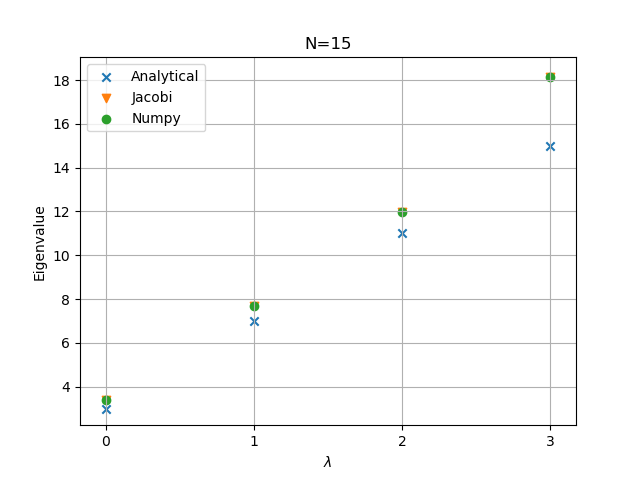 N=15
Analytical
Jacobi
Numpy
18
16
14
12
10
8
6
4
Eigenvalue
0 1 2 3
λ